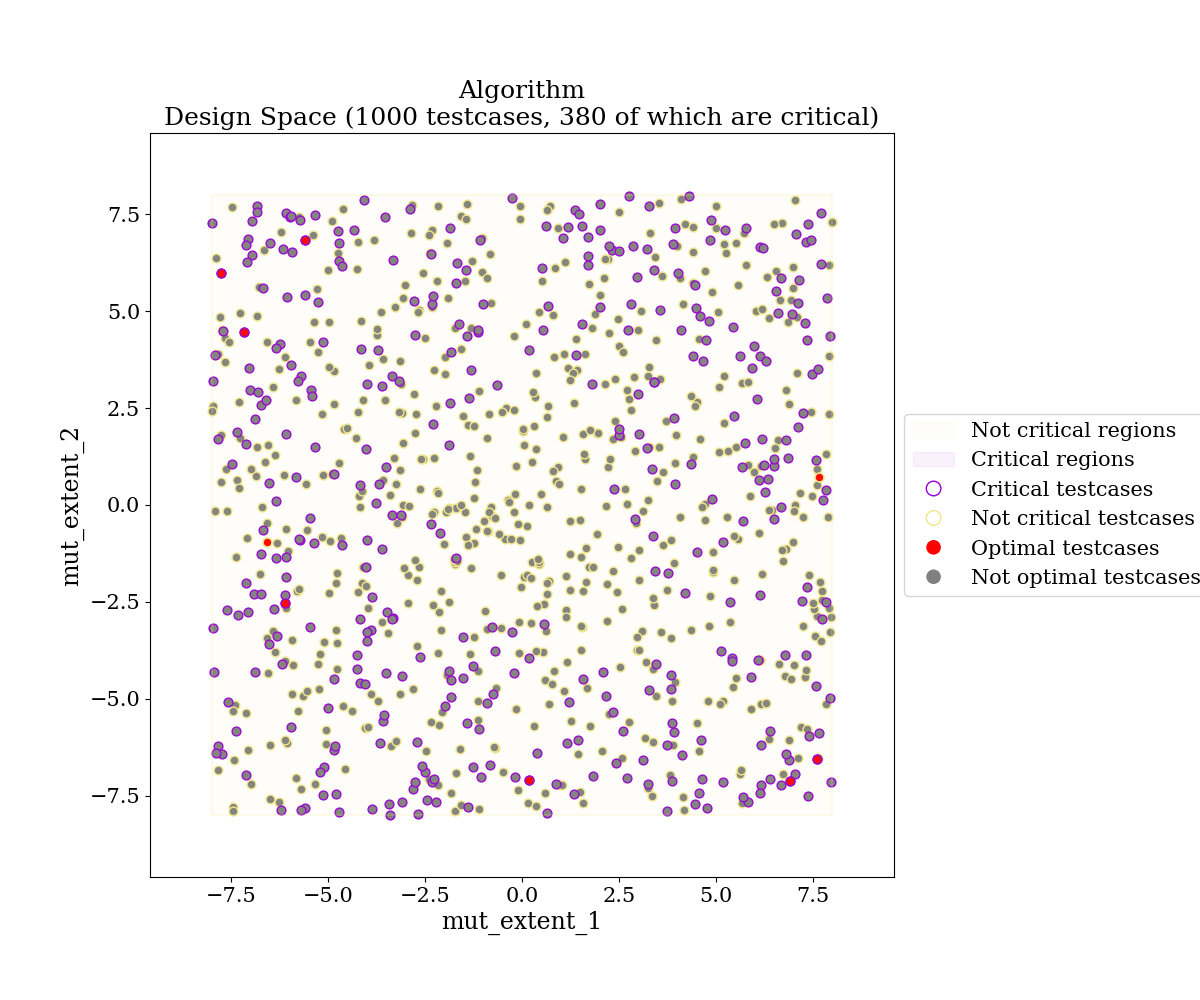 Algorithm
Design Space (1000 testcases, 380 of which are critical)
7.5
5.0
2.5
0.0
−2.5
−5.0
−7.5
mut_extent_2
−7.5 −5.0 −2.5 0.0 2.5 5.0 7.5
mut_extent_1
Not critical regions
Critical regions
Critical testcases
Not critical testcases
Optimal testcases
Not optimal testcases